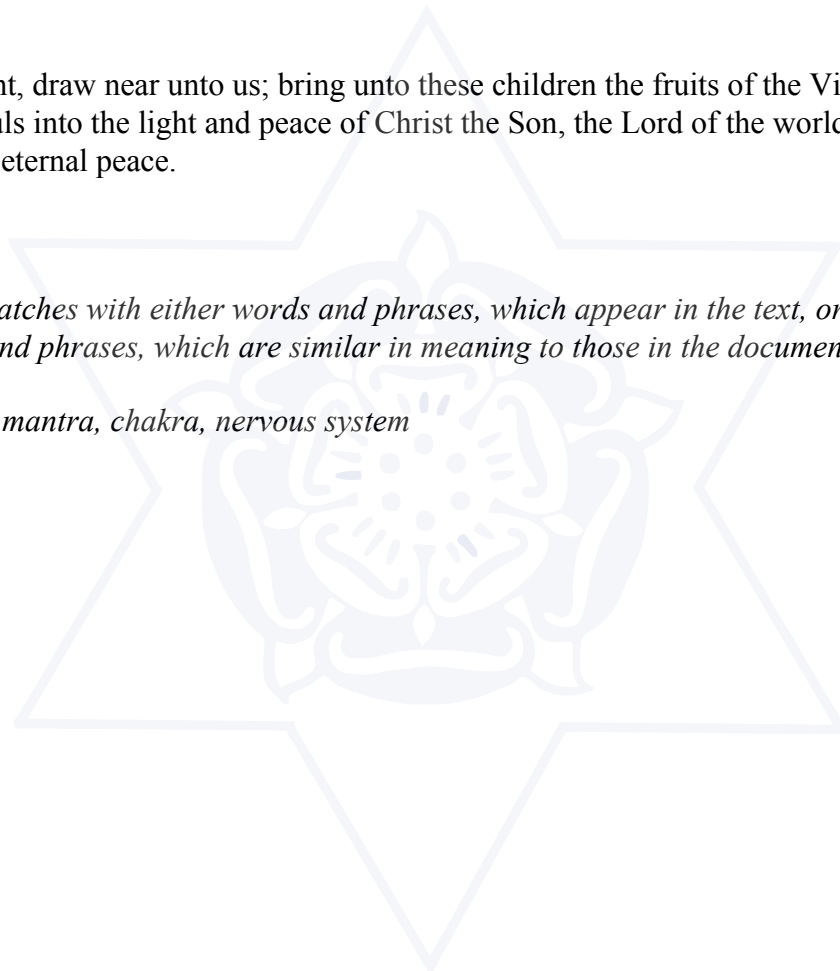 nt, draw near unto us; bring unto these children the fruits of the Vi
uls into the light and peace of Christ the Son, the Lord of the world
eternal peace.
atches with either words and phrases, which appear in the text, or
nd phrases, which are similar in meaning to those in the documen
mantra, chakra, nervous system